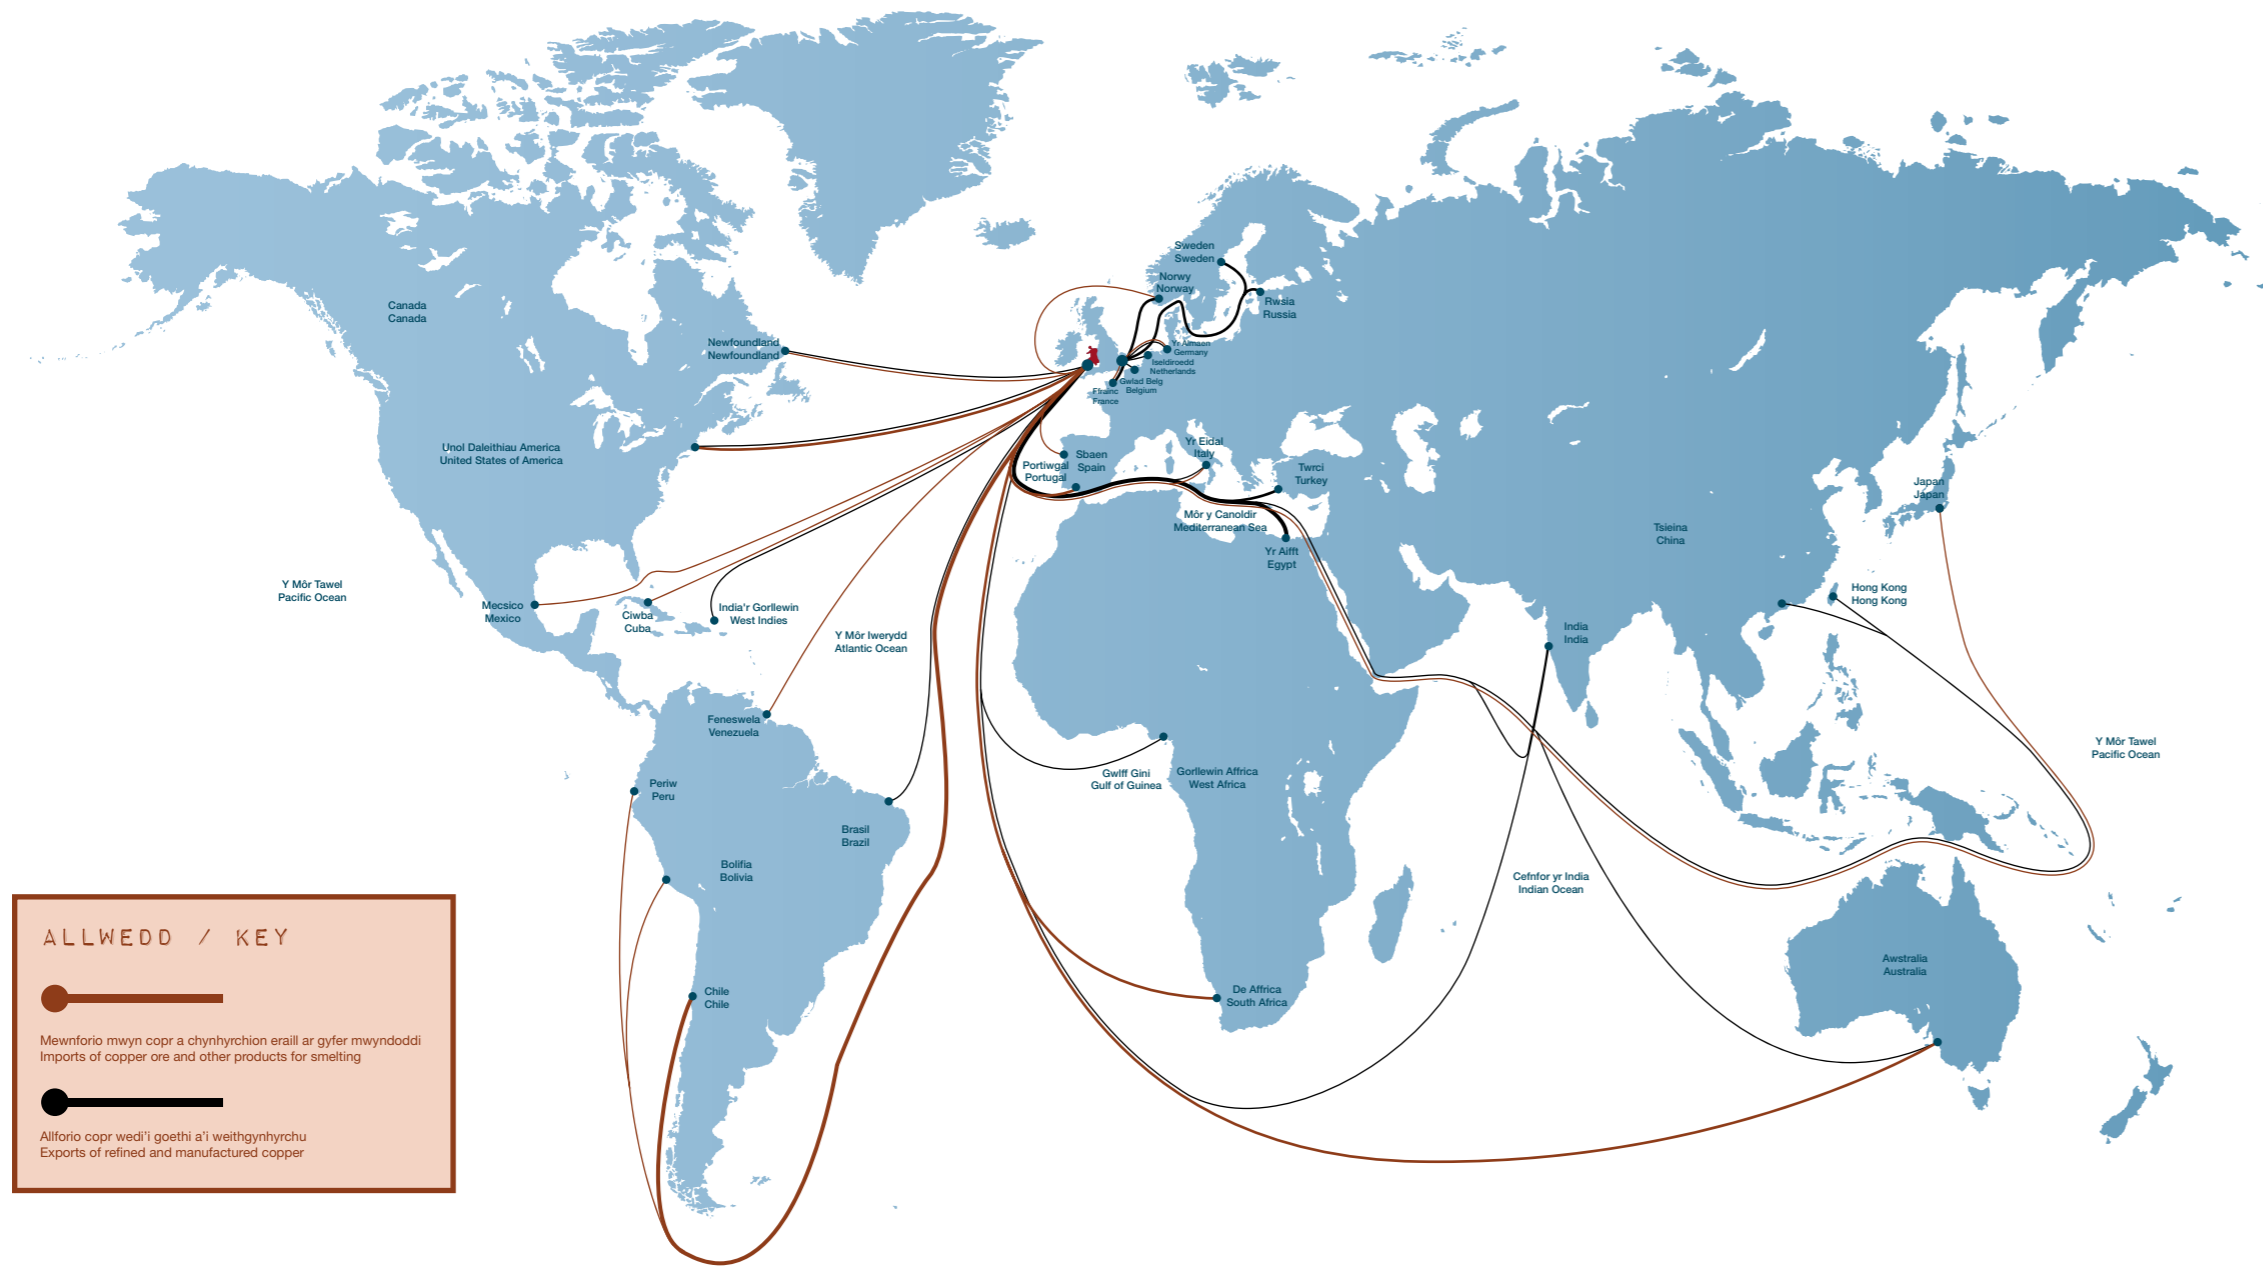 Sweden
Sweden
Norwy
Norway
Rwsia
Russia
Canada
Canada
Newfoundland
Newfoundland
Yr Almaen
Germany
Iseldiroedd
Netherlands
Gwlad Belg
Belgium
Ffrainc
France
Unol Daleithiau America
United States of America
Yr Eidal
Italy
Sbaen
Spain
Portiwgal
Portugal
Twrci
Turkey
Japan
Japan
Môr y Canoldir
Mediterranean Sea
Tsieina
China
Yr Aifft
Egypt
Y Môr Tawel
Pacific Ocean
Hong Kong
Hong Kong
Mecsico
Mexico
Ciwba
Cuba
India'r Gorllewin
West Indies
Y Môr Iwerydd
Atlantic Ocean
India
India
Feneswela
Venezuela
Y Môr Tawel
Pacific Ocean
Gwlff Gini
Gulf of Guinea
Gorllewin Affrica
West Africa
Periw
Peru
Brasil
Brazil
Bolifia
Bolivia
Cefnfor yr India
Indian Ocean
Awstralia
Australia
Chile
Chile
De Affrica
South Africa
ALLWEDD / KEY
Mewnforio mwyn copr a chynhyrchion eraill ar gyfer mwyndoddi
Imports of copper ore and other products for smelting
Allforio copr wedi'i goethi a'i weithgynhyrchu
Exports of refined and manufactured copper